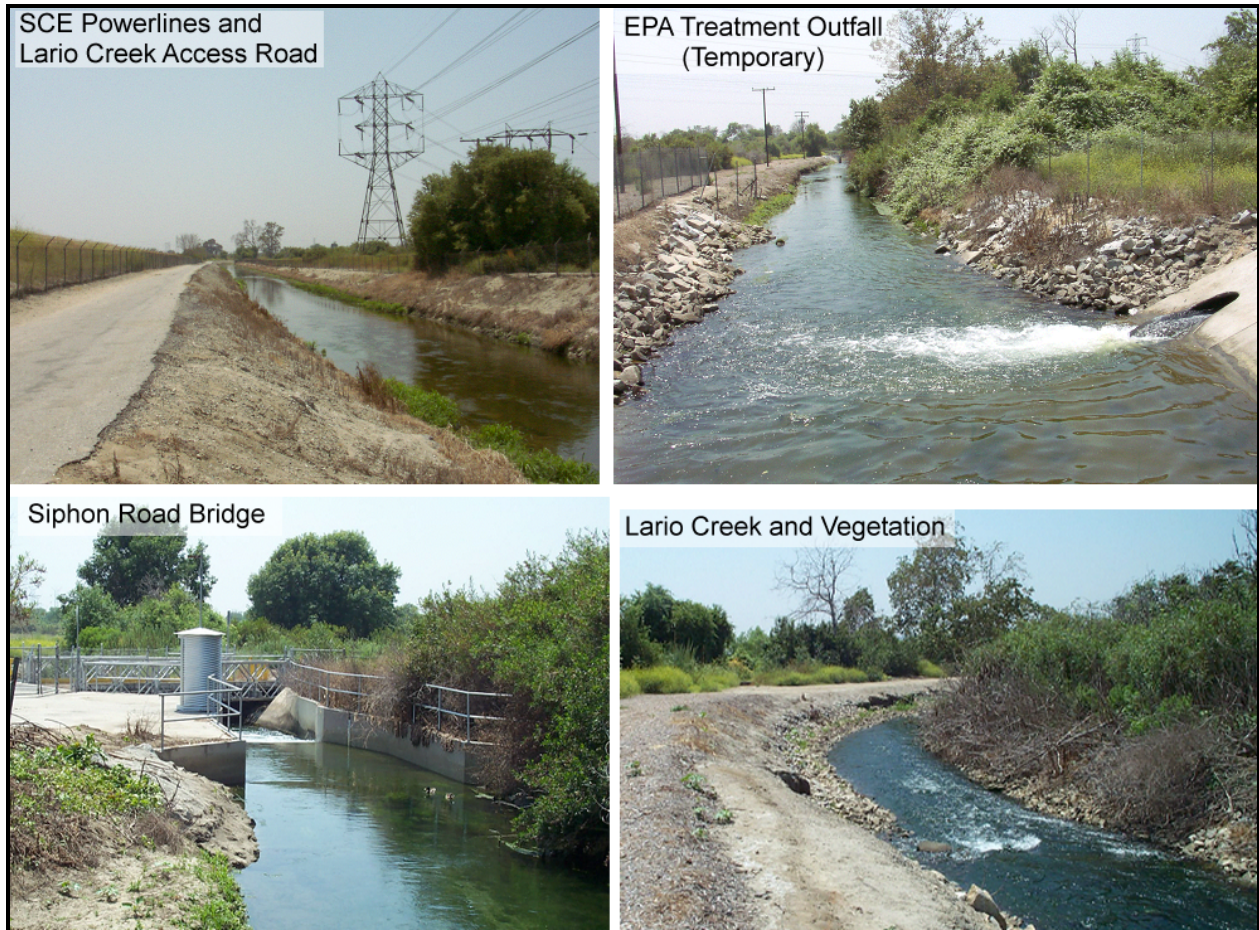 SCE Powerlines and
Lario Creek Access Road
EPA Treatment Outfall
(Temporary)
Siphon Road Bridge
Lario Creek and Vegetation